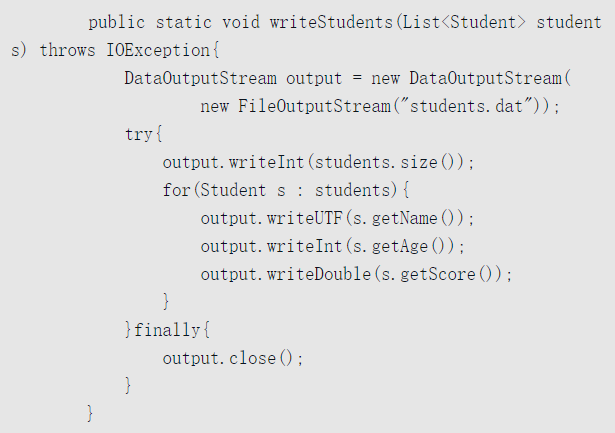 public static void writeStudents(List<Student> student
s) throws IOException{
DataOutputStream output = new DataOutputStream(
new FileOutputStream("students.dat"));
try{
output.writeInt(students.size());
for(Student s : students){
output.writeUTF(s.getName());
output.writeInt(s.getAge());
output.writeDouble(s.getScore());
}
}finally{
output.close();
}
}